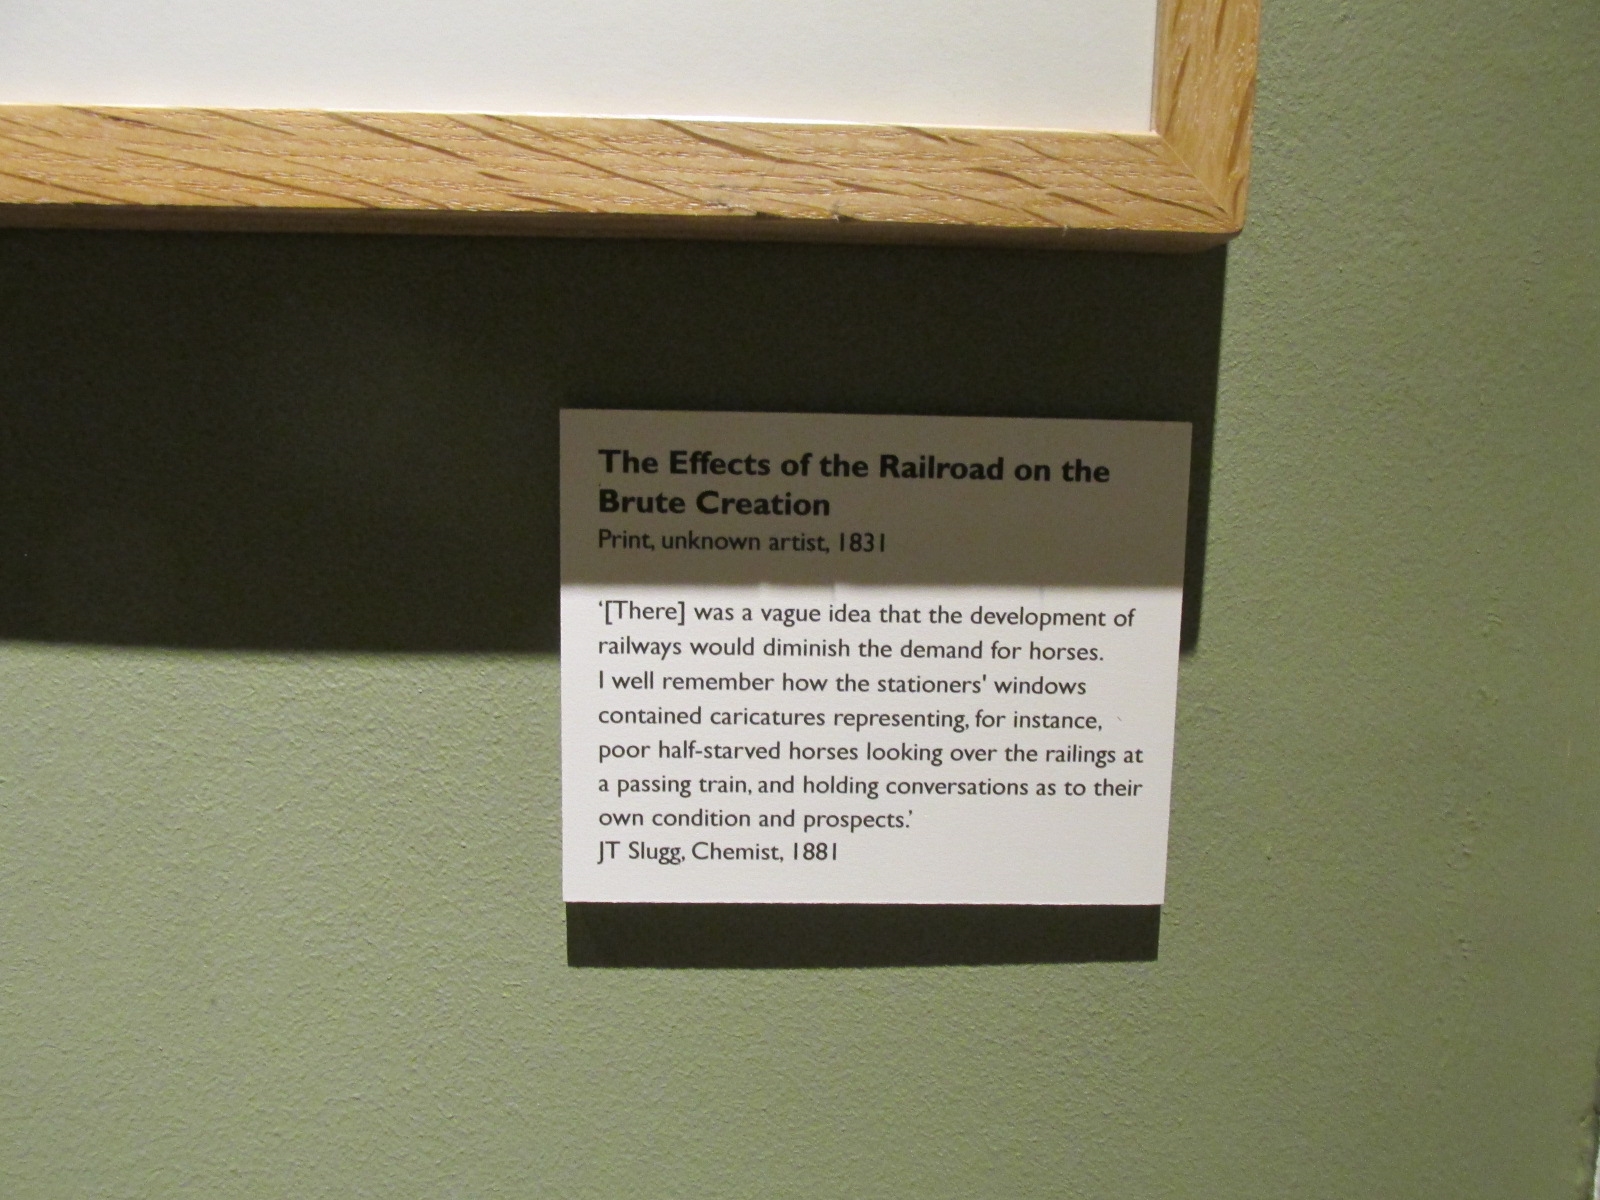 The Effects of the Railroad on the
Brute Creation
Print, unknown artist, 1831
‘[There] was a vague idea that the development of
railways would diminish the demand for horses.
I well remember how the stationers' windows
contained caricatures representing, for instance,
poor half-starved horses looking over the railings at
a passing train, and holding conversations as to their
own condition and prospects.’
JT Slugg, Chemist, 1881